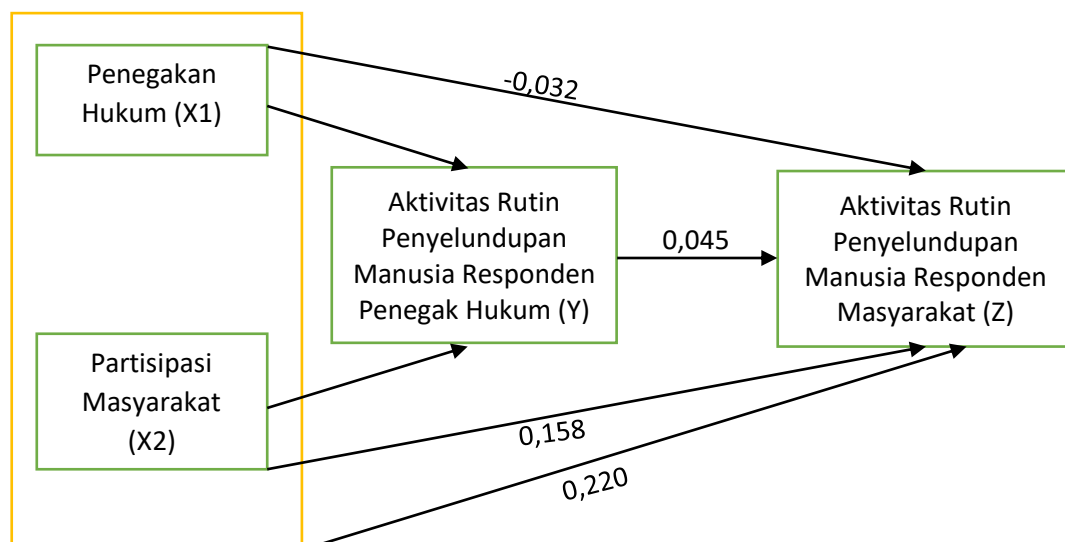 Penegakan
Hukum (X1)
-0,032
Aktivitas Rutin
Penyelundupan
Manusia Responden
Penegak Hukum (Y)
0,045
Aktivitas Rutin
Penyelundupan
Manusia Responden
Masyarakat (Z)
Partisipasi
Masyarakat
(X2)
0,158
0,220